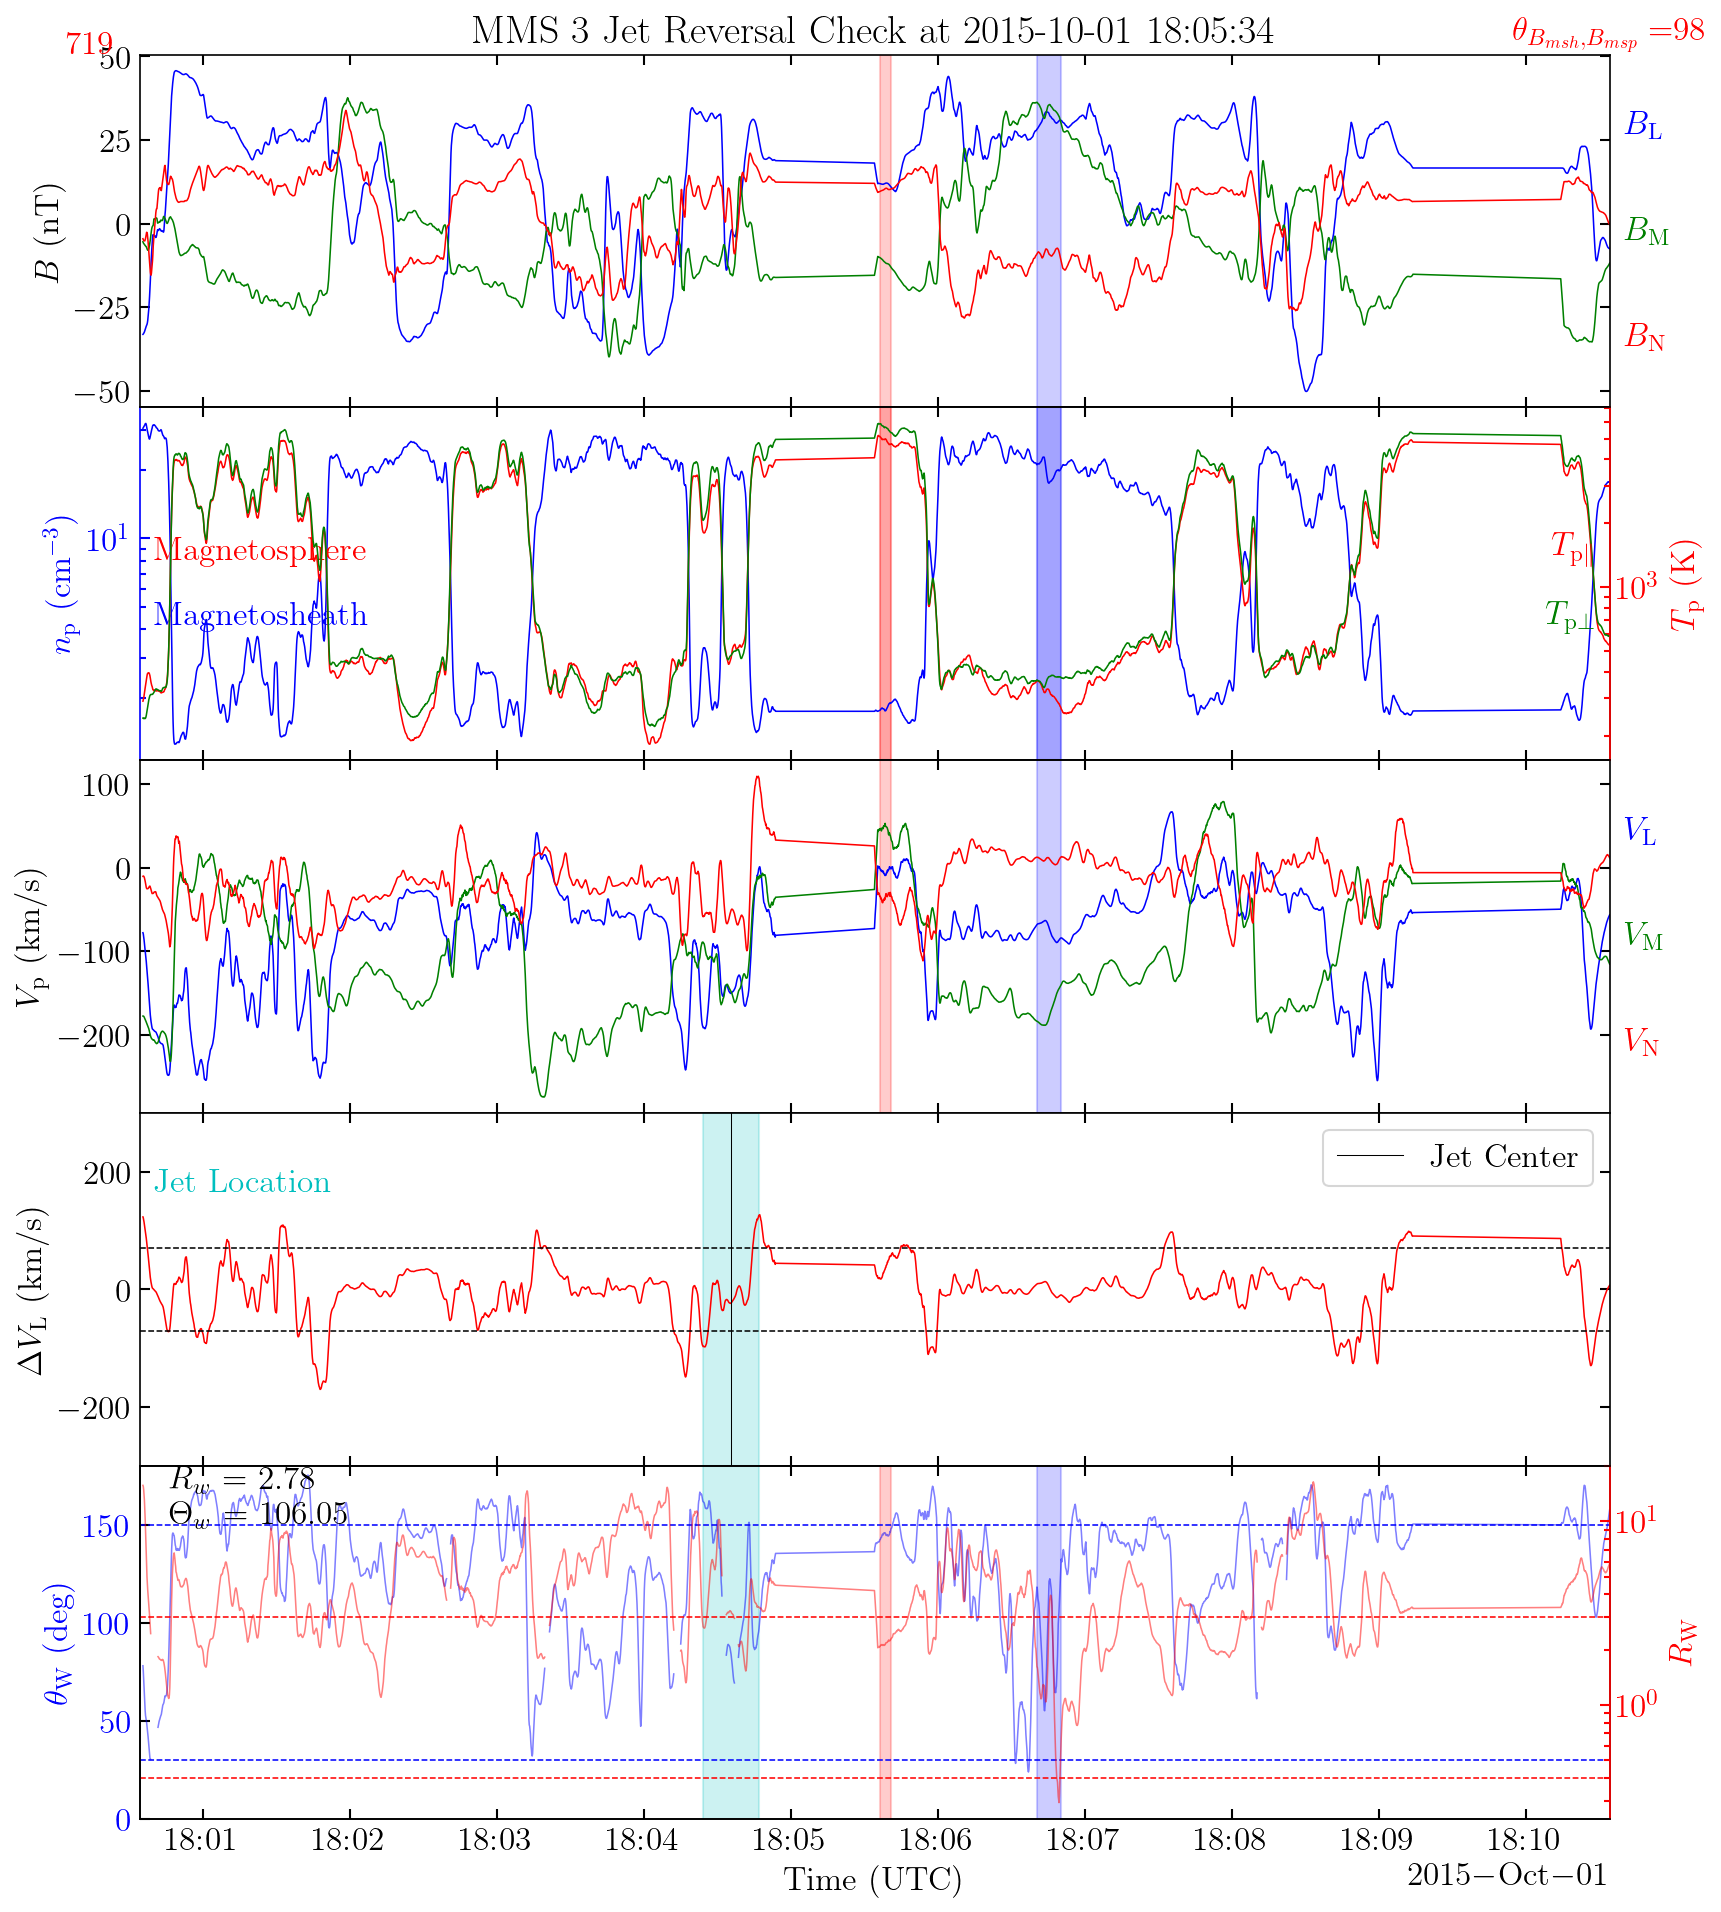 MMS 3 Jet Reversal Check at 2015-10-01 18:05:34
719
θ_{B_{msh},B_{msp}} =98
50
25
0
−25
−50
B (nT)
B_L
B_M
B_N
10^1
n_p (cm^{−3})
Magnetosphere
Magnetosheath
T_{p∥}
T_{p⊥}
10^3
T_p (K)
100
0
−100
−200
V_p (km/s)
V_L
V_M
V_N
200
0
−200
ΔV_L (km/s)
Jet Location
Jet Center
R_w = 2.78
Θ_w = 106.05
150
100
50
0
θ_W (deg)
10^1
10^0
R_W
18:01 18:02 18:03 18:04 18:05 18:06 18:07 18:08 18:09 18:10
Time (UTC)
2015−Oct−01